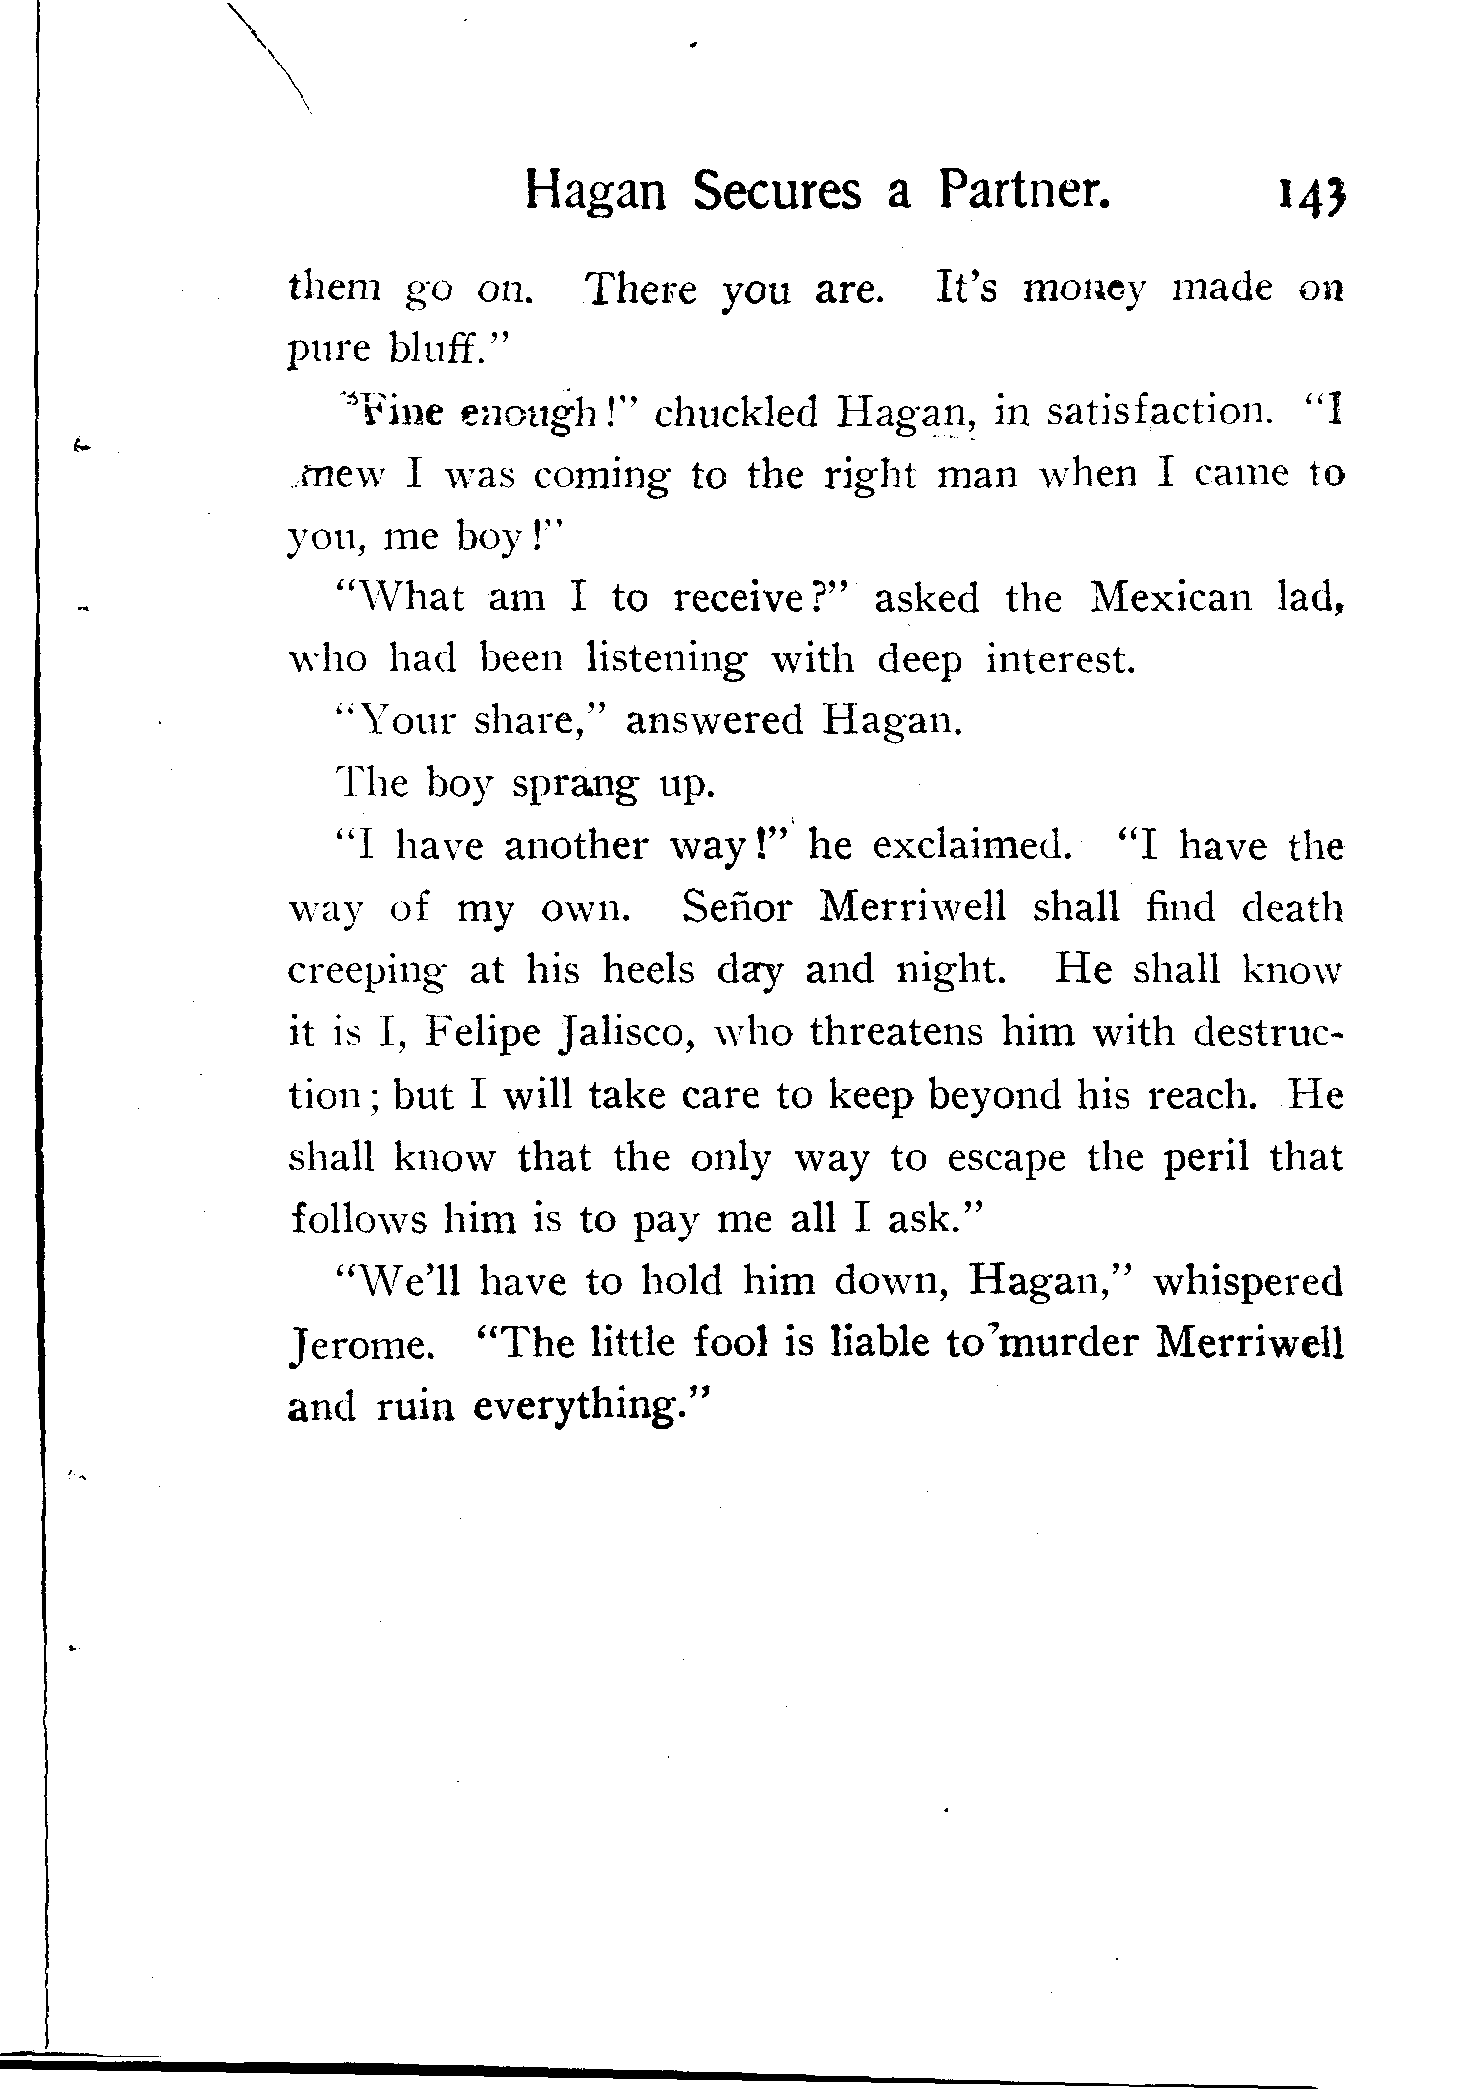 Hagan Secures a Partner. 143
them go on. There you are. It's money made on
pure bluff."
"Fine enough!" chuckled Hagan, in satisfaction. "I
knew I was coming to the right man when I came to
you, me boy!"
"What am I to receive?" asked the Mexican lad,
who had been listening with deep interest.
"Your share," answered Hagan.
The boy sprang up.
"I have another way!" he exclaimed. "I have the
way of my own. Señor Merriwell shall find death
creeping at his heels day and night. He shall know
it is I, Felipe Jalisco, who threatens him with destruc-
tion; but I will take care to keep beyond his reach. He
shall know that the only way to escape the peril that
follows him is to pay me all I ask."
"We'll have to hold him down, Hagan," whispered
Jerome. "The little fool is liable to murder Merriwell
and ruin everything."